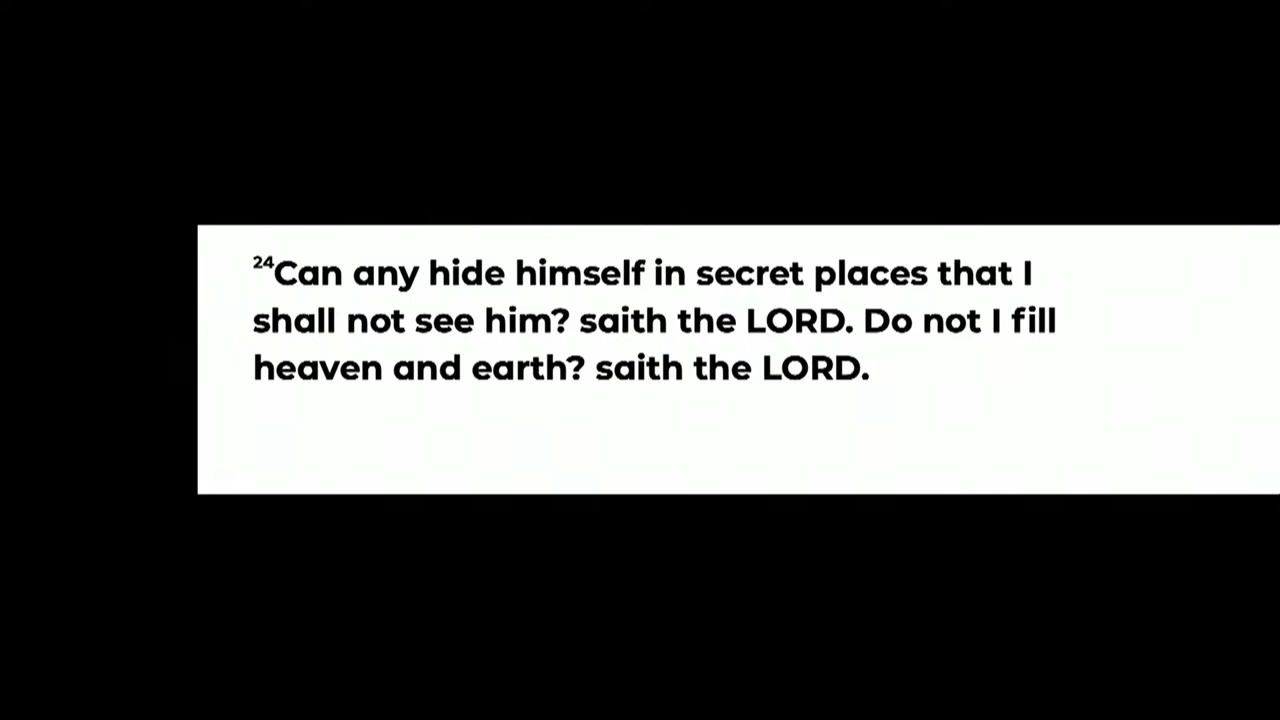 24Can any hide himself in secret places that I
shall not see him? saith the LORD. Do not I fill
heaven and earth? saith the LORD.